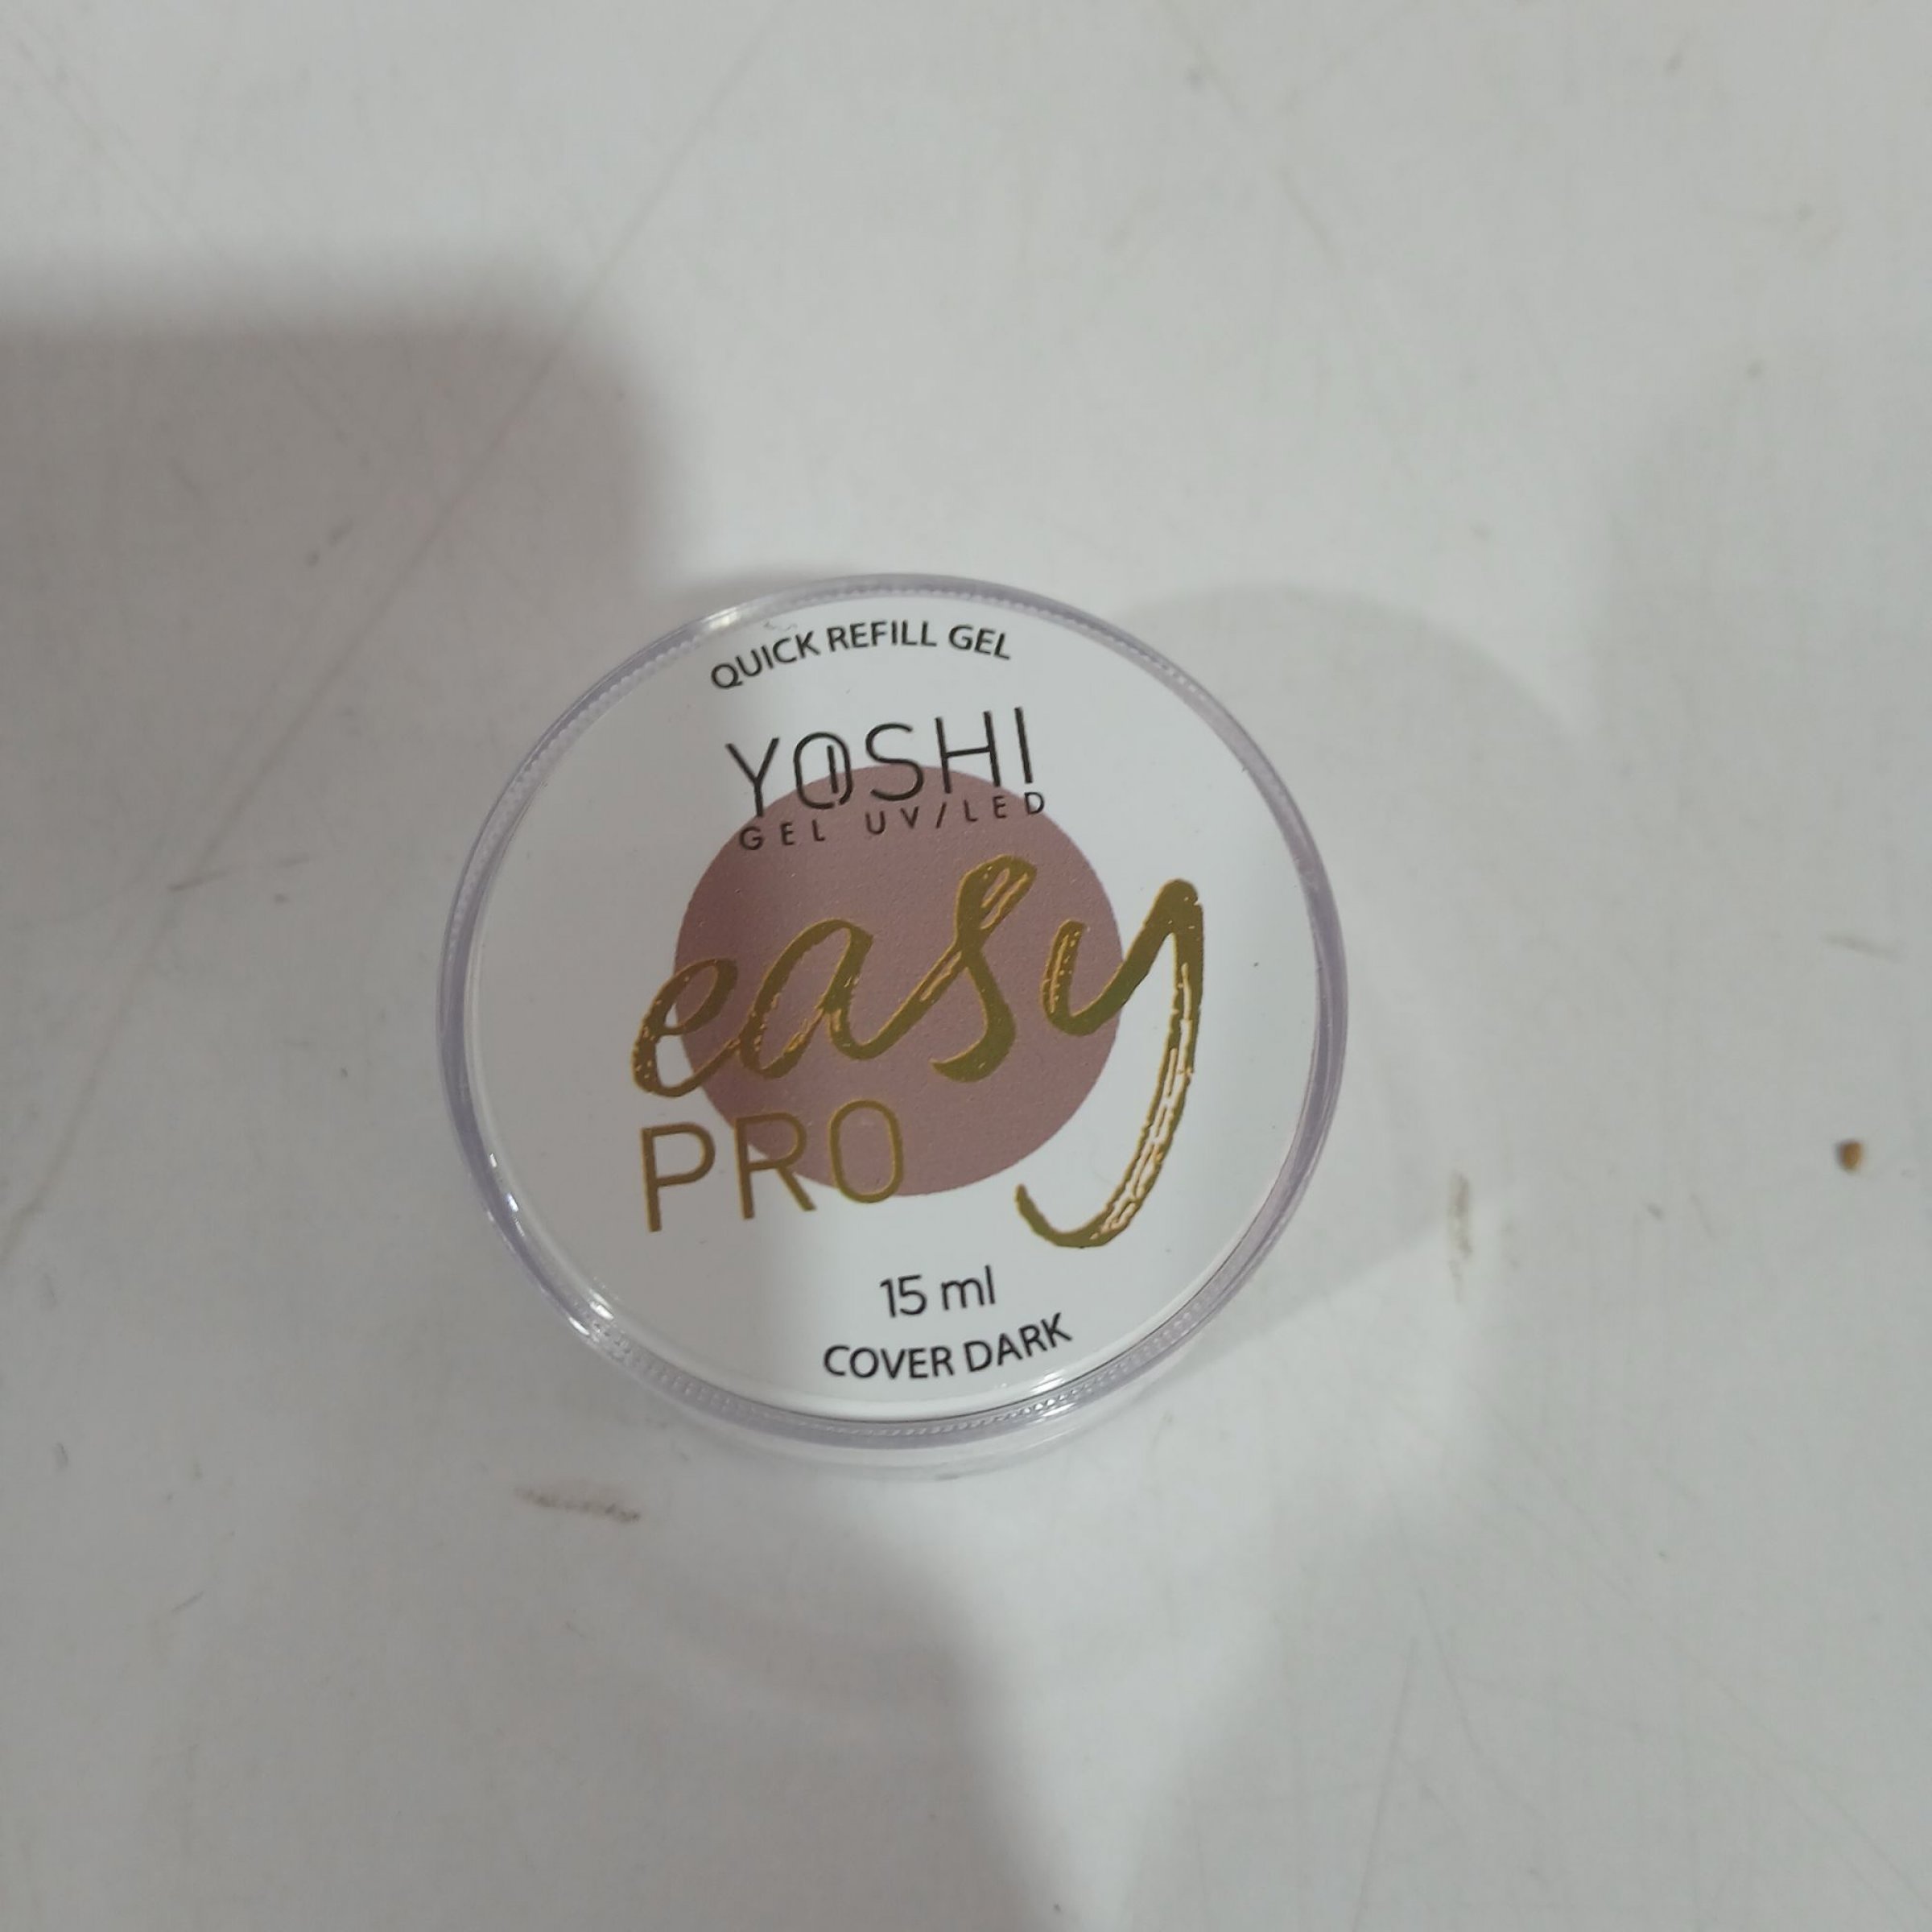 QUICK REFILL GEL
YOSHI
GEL UV/LED
easy
PRO
15 ml
COVER DARK